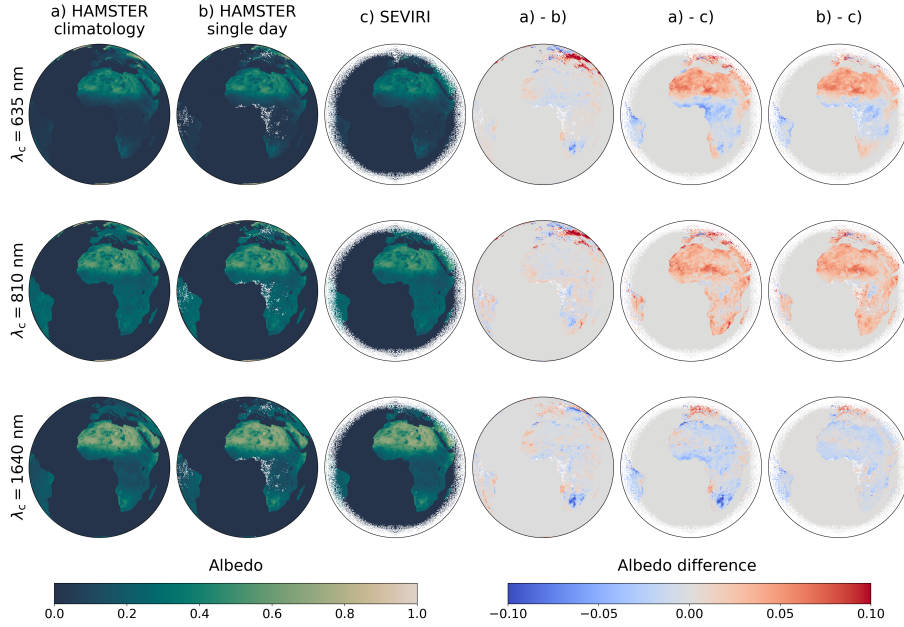 a) HAMSTER
climatology
b) HAMSTER
single day
c) SEVIRI
a) - b)
a) - c)
b) - c)
λc = 635 nm
λc = 810 nm
λc = 1640 nm
Albedo
0.0 0.2 0.4 0.6 0.8 1.0
Albedo difference
−0.10 −0.05 0.00 0.05 0.10